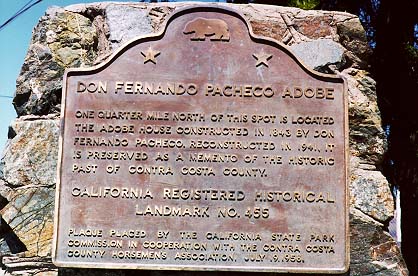 DON FERNANDO PACHECO ADOBE
ONE QUARTER MILE NORTH OF THIS SPOT IS LOCATED
THE ADOBE HOUSE CONSTRUCTED IN 1843 BY DON
FERNANDO PACHECO, RECONSTRUCTED IN 1941. IT
IS PRESERVED AS A MEMENTO OF THE HISTORIC
PAST OF CONTRA COSTA COUNTY.
CALIFORNIA REGISTERED HISTORICAL
LANDMARK NO. 455
PLAQUE PLACED BY THE CALIFORNIA STATE PARK
COMMISSION IN COOPERATION WITH THE CONTRA COSTA
COUNTY HORSEMENS ASSOCIATION, JULY .19.1956.